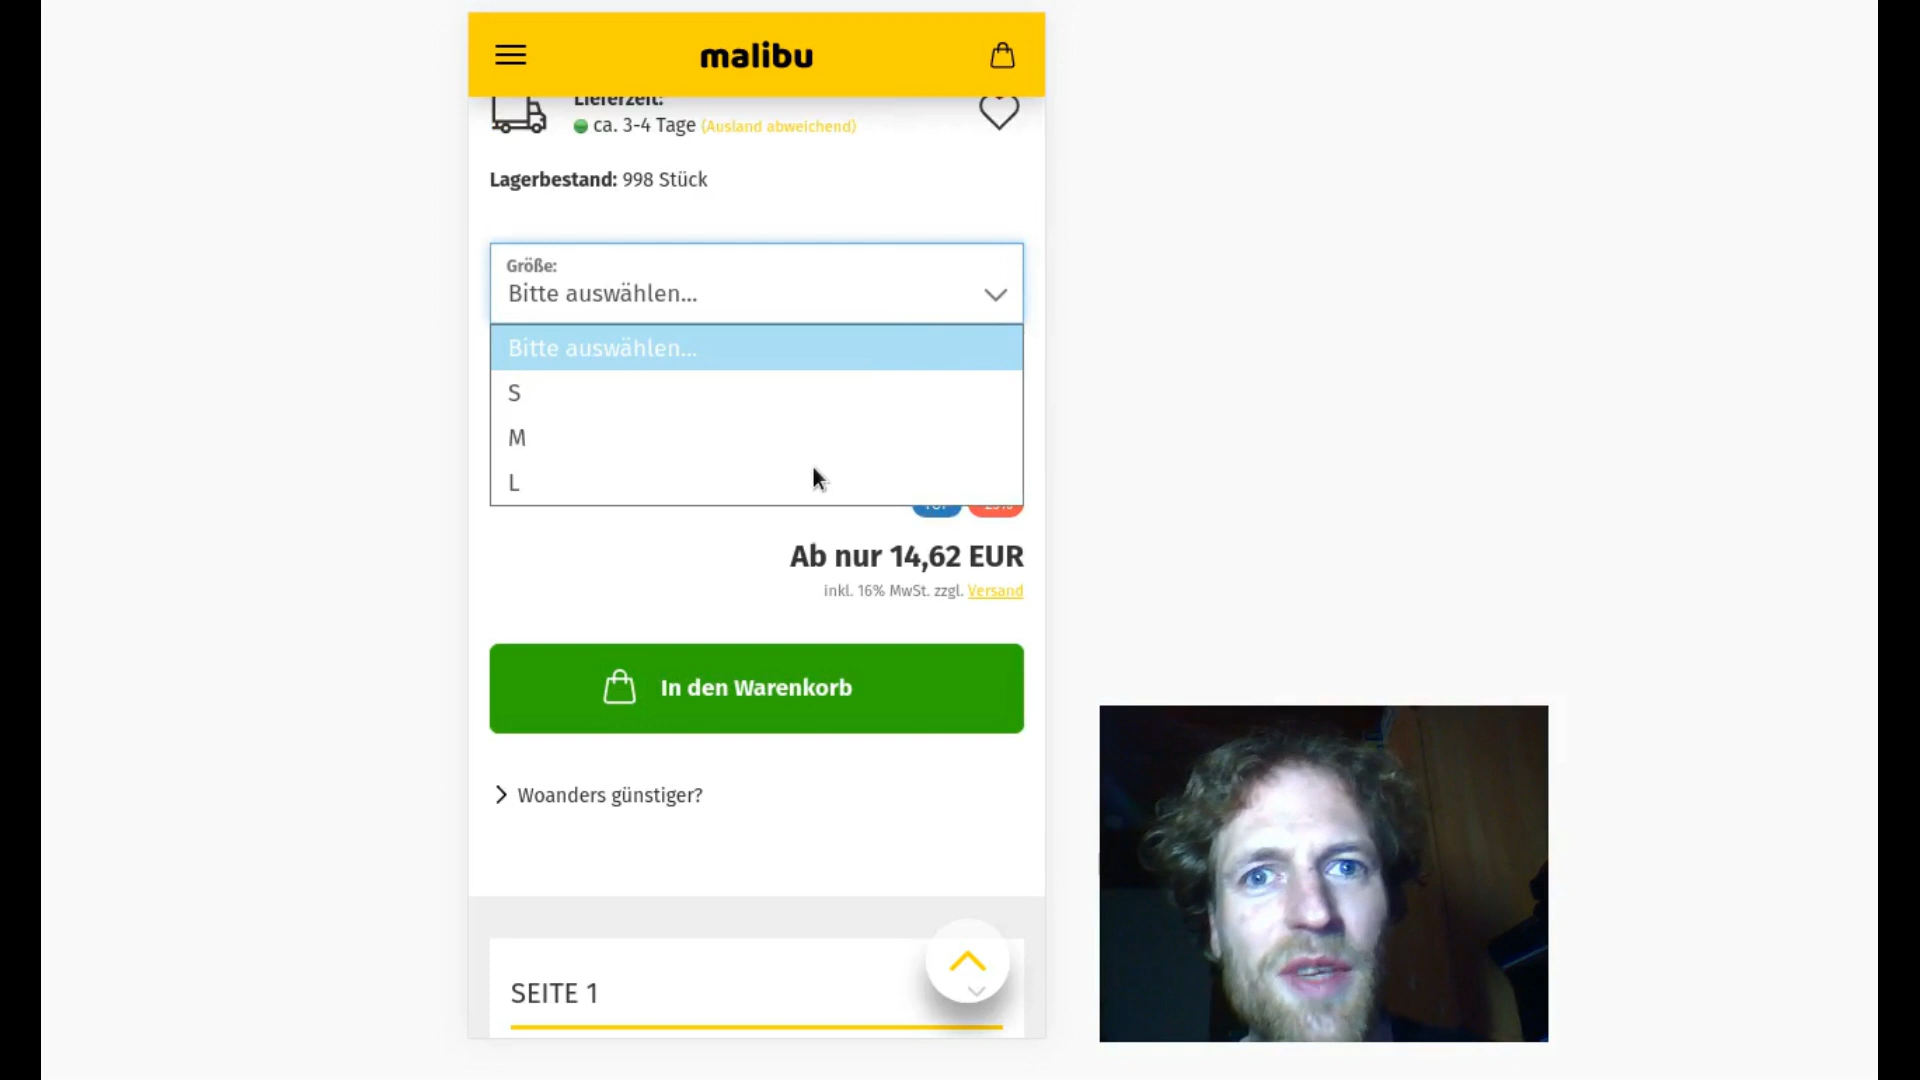 malibu
Lieferzeit:
ca. 3-4 Tage (Ausland abweichend)
Lagerbestand: 998 Stück
Größe:
Bitte auswählen...
Bitte auswählen...
S
M
L
Ab nur 14,62 EUR
inkl. 16% MwSt. zzgl. Versand
In den Warenkorb
Woanders günstiger?
SEITE 1